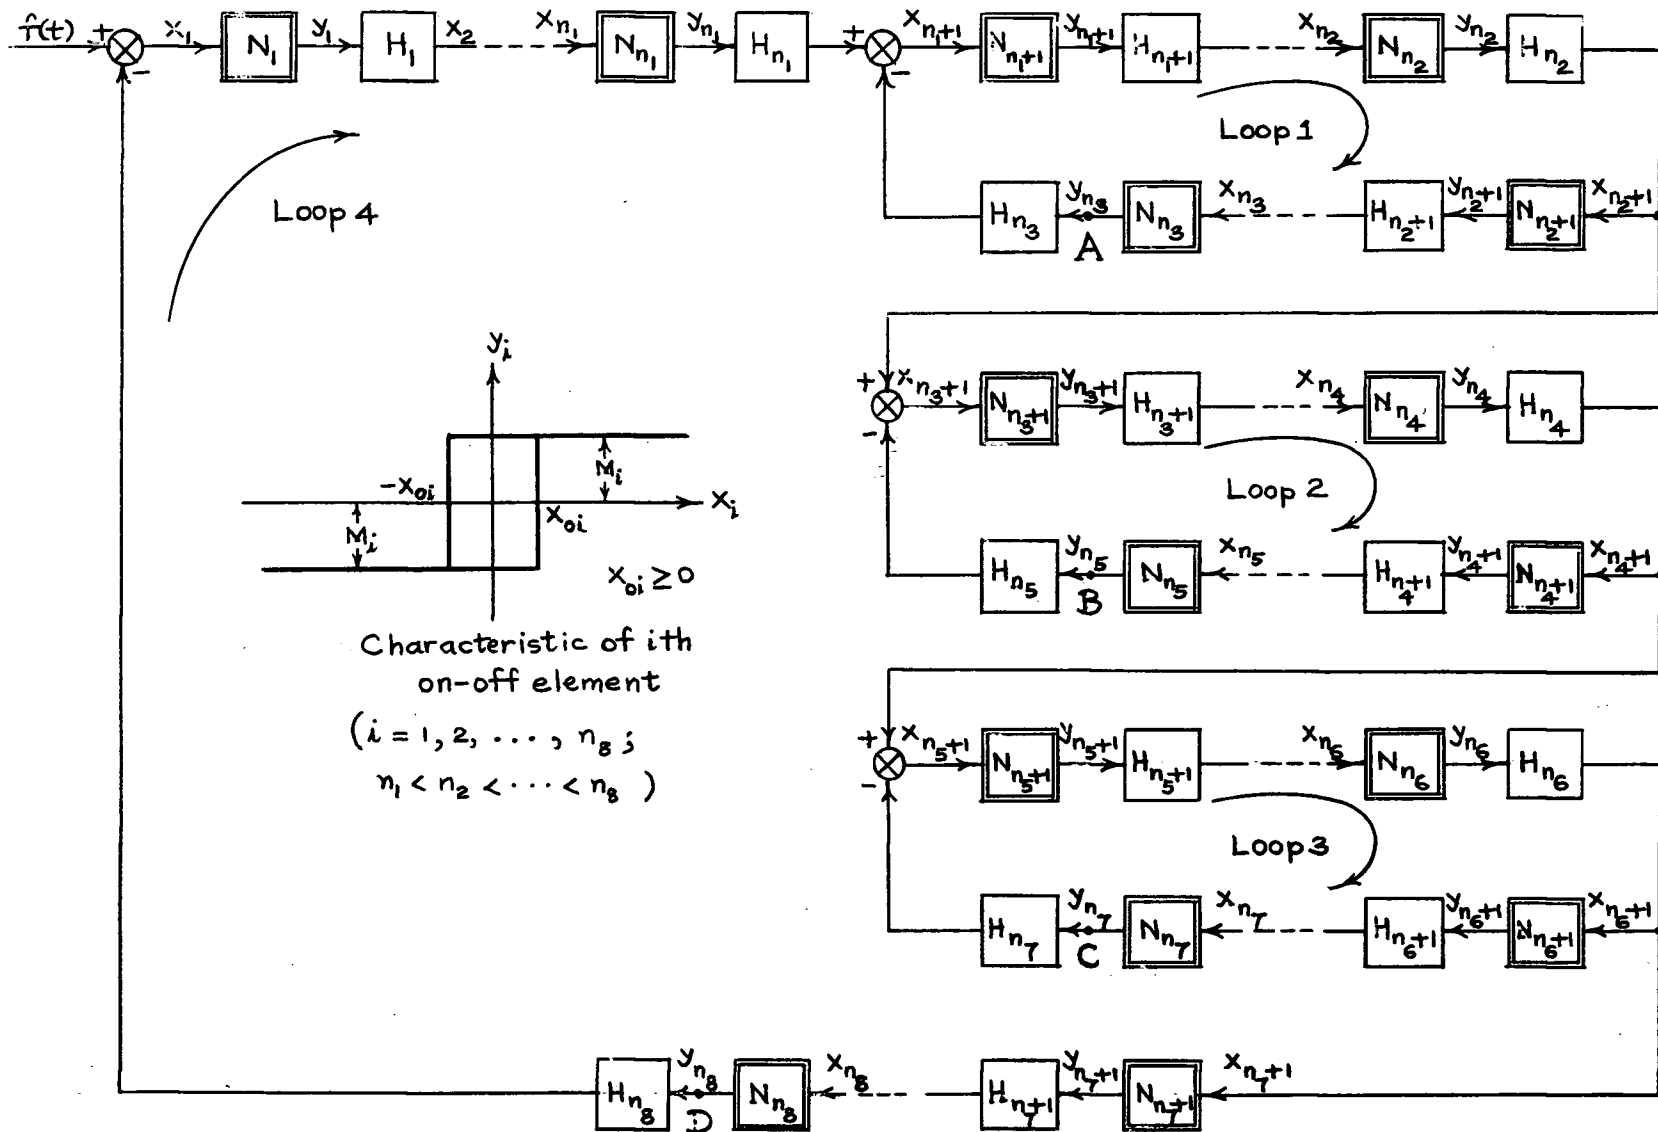 f(t) + x₁ N₁ y₁ H₁ x₂ xₙ₁ Nₙ₁ yₙ₁ Hₙ₁ + xₙ₁₊₁ Nₙ₁₊₁ yₙ₁₊₁ Hₙ₁₊₁ xₙ₂ Nₙ₂ yₙ₂ Hₙ₂
- -
Loop 1
Hₙ₃ yₙ₃ Nₙ₃ xₙ₃ Hₙ₂₊₁ yₙ₂₊₁ Nₙ₂₊₁ xₙ₂₊₁
A
Loop 4
+ xₙ₃₊₁ Nₙ₃₊₁ yₙ₃₊₁ Hₙ₃₊₁ xₙ₄ Nₙ₄ yₙ₄ Hₙ₄
-
Loop 2
Hₙ₅ yₙ₅ Nₙ₅ xₙ₅ Hₙ₄₊₁ yₙ₄₊₁ Nₙ₄₊₁ xₙ₄₊₁
B
yᵢ
Mᵢ
-x₀ᵢ xᵢ
x₀ᵢ
Mᵢ
x₀ᵢ ≥ 0
Characteristic of ith
on-off element
(i = 1, 2, ..., n₈ ;
n₁ < n₂ < ··· < n₈ )
+ xₙ₅₊₁ Nₙ₅₊₁ yₙ₅₊₁ Hₙ₅₊₁ xₙ₆ Nₙ₆ yₙ₆ Hₙ₆
-
Loop 3
Hₙ₇ yₙ₇ Nₙ₇ xₙ₇ Hₙ₆₊₁ yₙ₆₊₁ Nₙ₆₊₁ xₙ₆₊₁
C
Hₙ₈ yₙ₈ Nₙ₈ xₙ₈ Hₙ₇₊₁ yₙ₇₊₁ Nₙ₇₊₁ xₙ₇₊₁
D